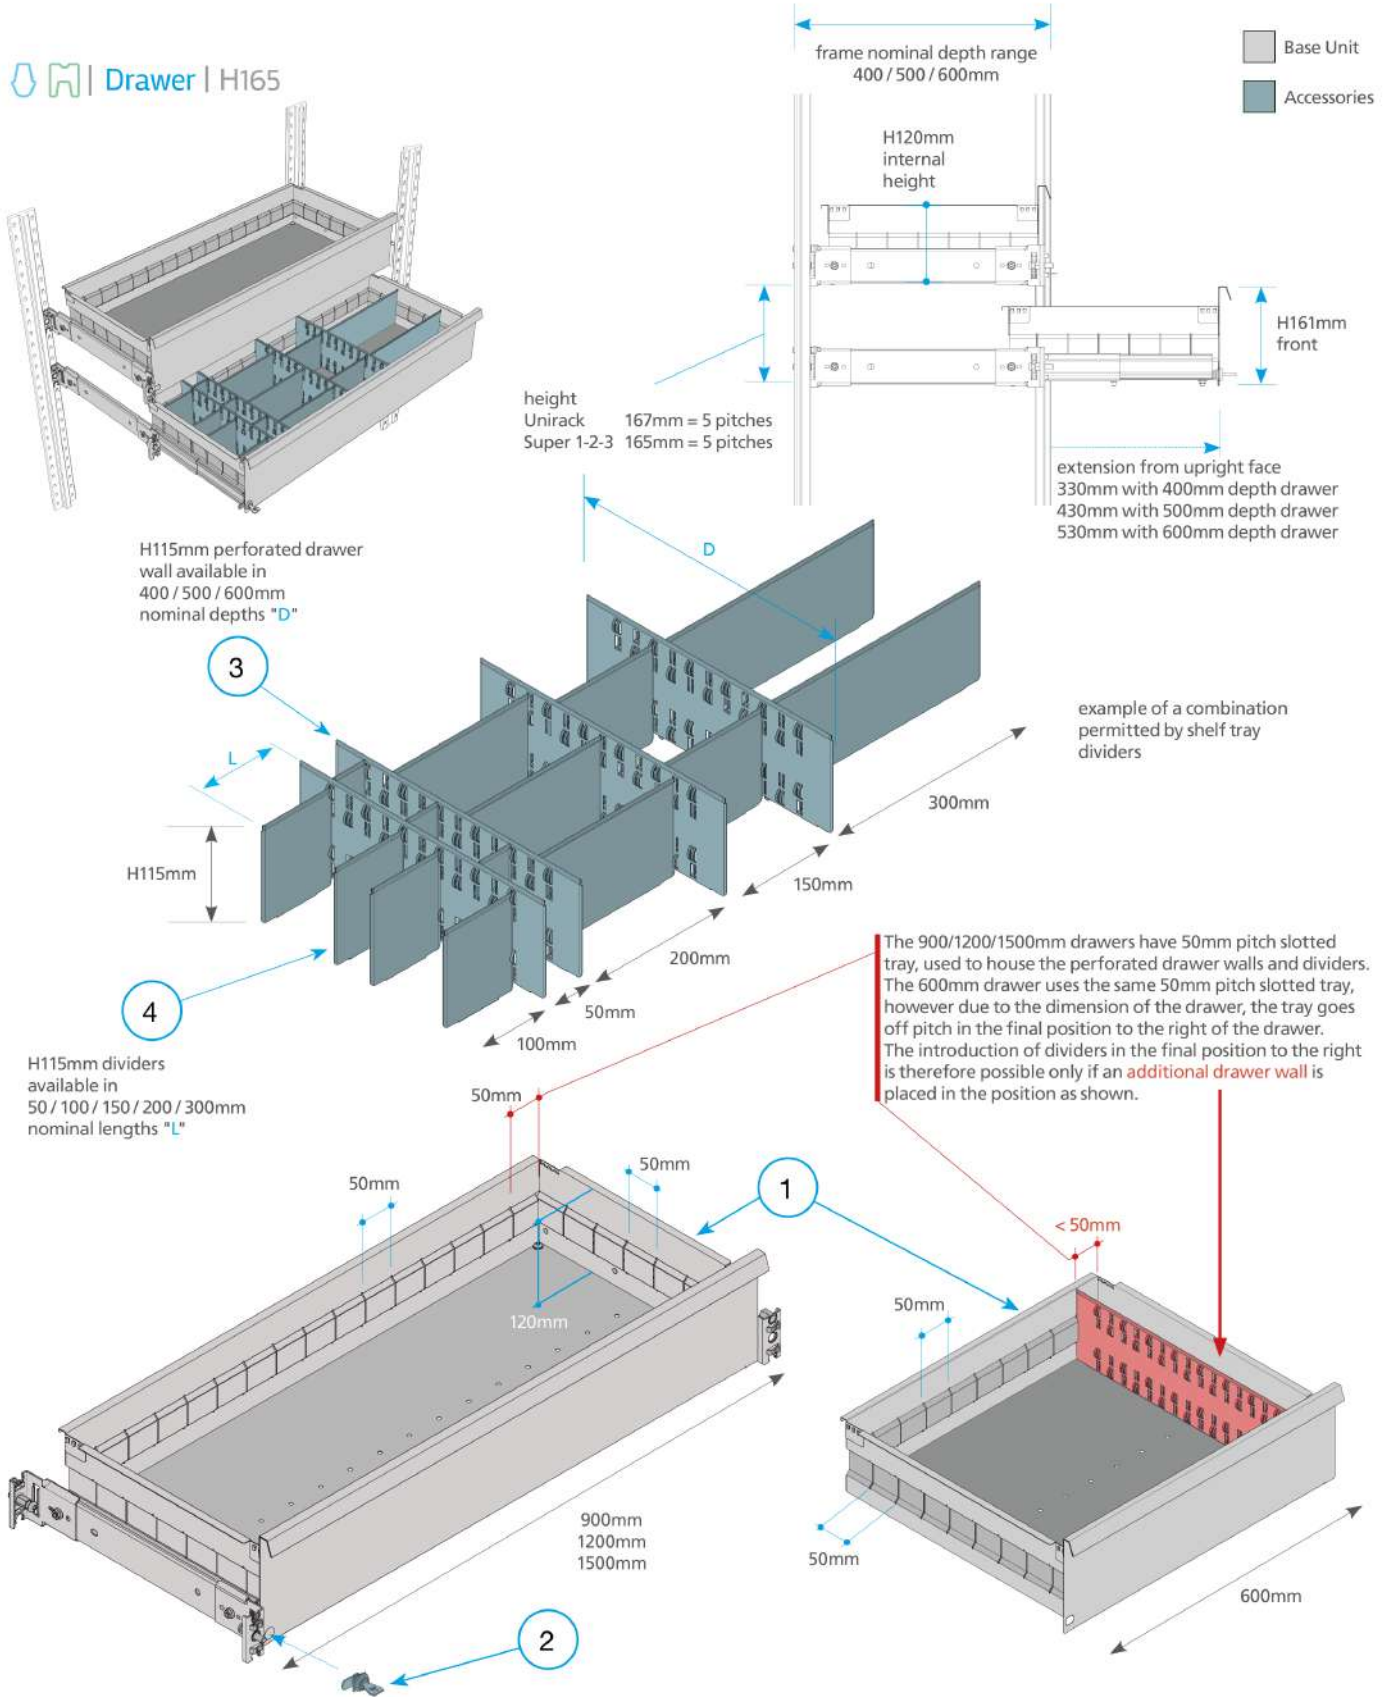 Drawer | H165
frame nominal depth range
400 / 500 / 600mm
Base Unit
Accessories
H120mm
internal
height
H161mm
front
height
Unirack 167mm = 5 pitches
Super 1-2-3 165mm = 5 pitches
extension from upright face
330mm with 400mm depth drawer
430mm with 500mm depth drawer
530mm with 600mm depth drawer
H115mm perforated drawer
wall available in
400 / 500 / 600mm
nominal depths "D"
D
3
L
example of a combination
permitted by shelf tray
dividers
300mm
H115mm
150mm
200mm
50mm
100mm
4
H115mm dividers
available in
50 / 100 / 150 / 200 / 300mm
nominal lengths "L"
The 900/1200/1500mm drawers have 50mm pitch slotted
tray, used to house the perforated drawer walls and dividers.
The 600mm drawer uses the same 50mm pitch slotted tray,
however due to the dimension of the drawer, the tray goes
off pitch in the final position to the right of the drawer.
The introduction of dividers in the final position to the right
is therefore possible only if an additional drawer wall is
placed in the position as shown.
50mm
50mm
50mm
1
< 50mm
50mm
120mm
900mm
1200mm
1500mm
50mm
600mm
2